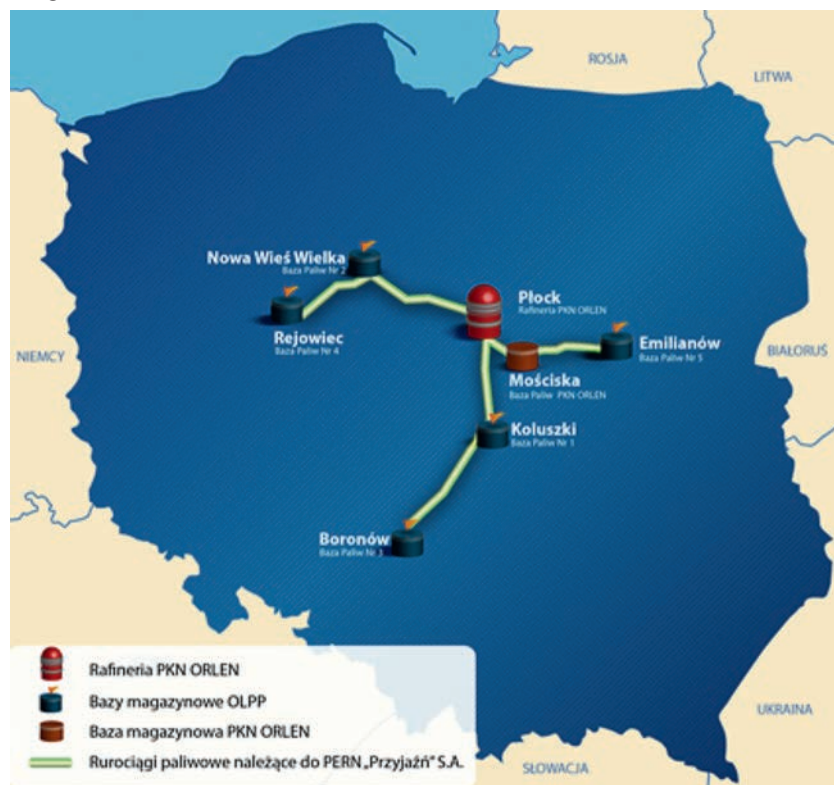 ROSJA
LITWA
Nowa Wieś Wielka
Baza Paliw Nr 2
Płock
Rafineria PKN ORLEN
Rejowiec
Baza Paliw Nr 4
Emilianów
Baza Paliw Nr 5
NIEMCY
BIAŁORUŚ
Mościska
Baza Paliw PKN ORLEN
Koluszki
Baza Paliw Nr 1
Boronów
Baza Paliw Nr 3
Rafineria PKN ORLEN
Bazy magazynowe OLPP
Baza magazynowa PKN ORLEN
Rurociągi paliwowe należące do PERN „Przyjaźń" S.A.
UKRAINA
SŁOWACJA